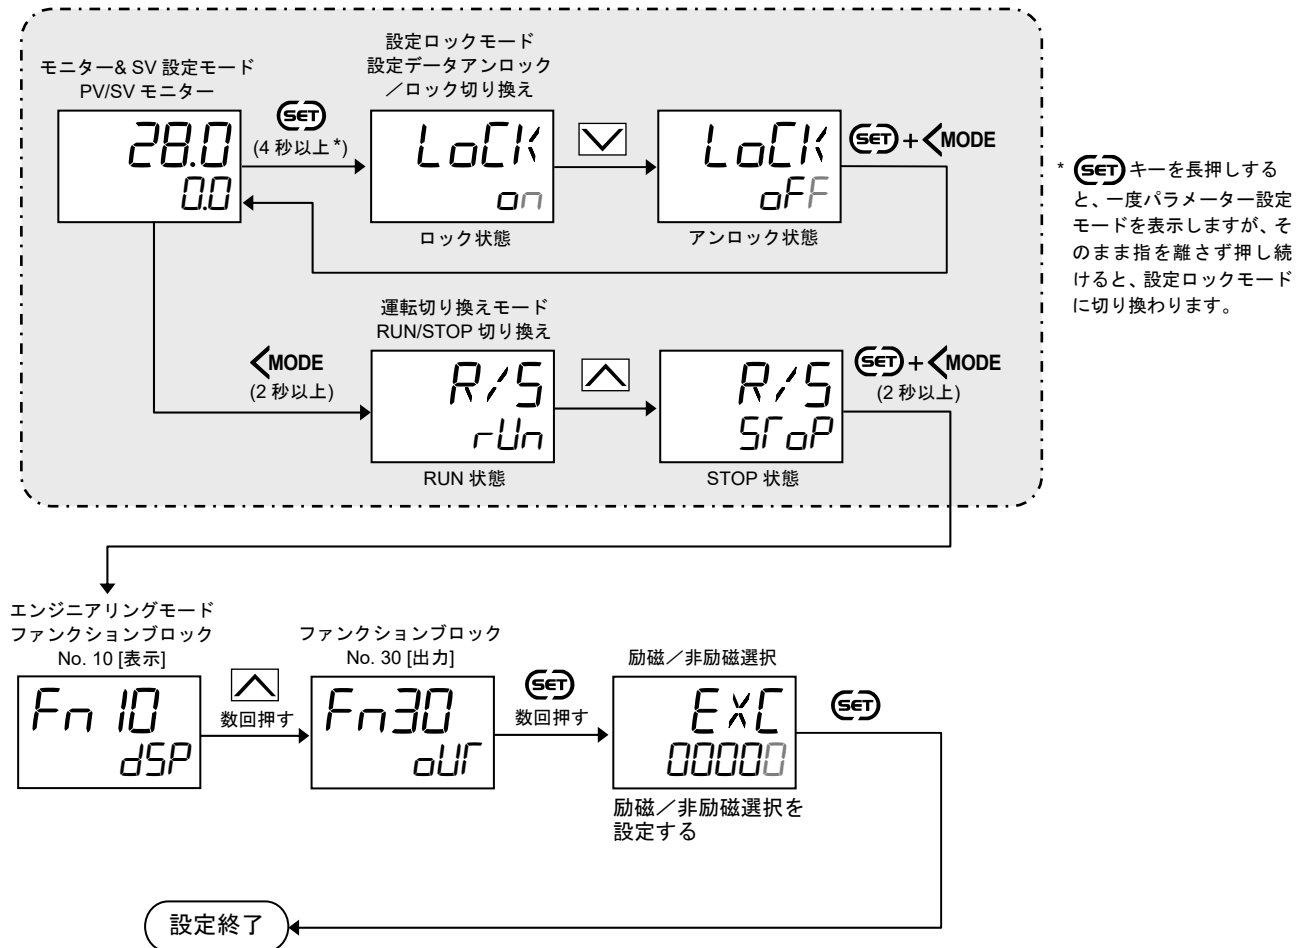 モニター& SV 設定モード
PV/SV モニター
28.0
0.0
SET
(4 秒以上*)
設定ロックモード
設定データアンロック
／ロック切り換え
LoCK
on
ロック状態
LoCK
oFF
アンロック状態
SET + MODE
* SET キーを長押しする
と、一度パラメーター設定
モードを表示しますが、そ
のまま指を離さず押し続
けると、設定ロックモード
に切り換わります。
MODE
(2 秒以上)
運転切り換えモード
RUN/STOP 切り換え
R/S
rUn
RUN 状態
R/S
SToP
STOP 状態
SET + MODE
(2 秒以上)
エンジニアリングモード
ファンクションブロック
No. 10 [表示]
Fn 10
dSP
数回押す
ファンクションブロック
No. 30 [出力]
Fn30
oUT
SET
数回押す
励磁／非励磁選択
EXC
00000
励磁／非励磁選択を
設定する
SET
設定終了